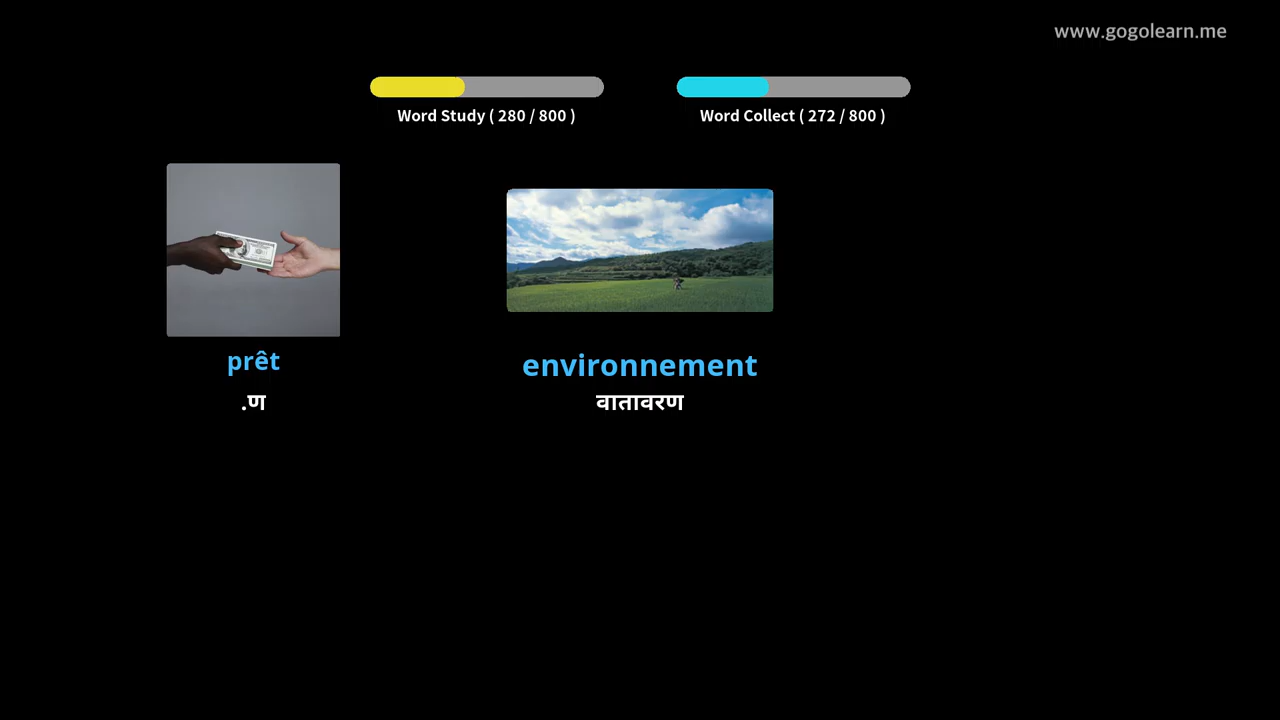 www.gogolearn.me
Word Study ( 280 / 800 )
Word Collect ( 272 / 800 )
prêt
.ण
environnement
वातावरण